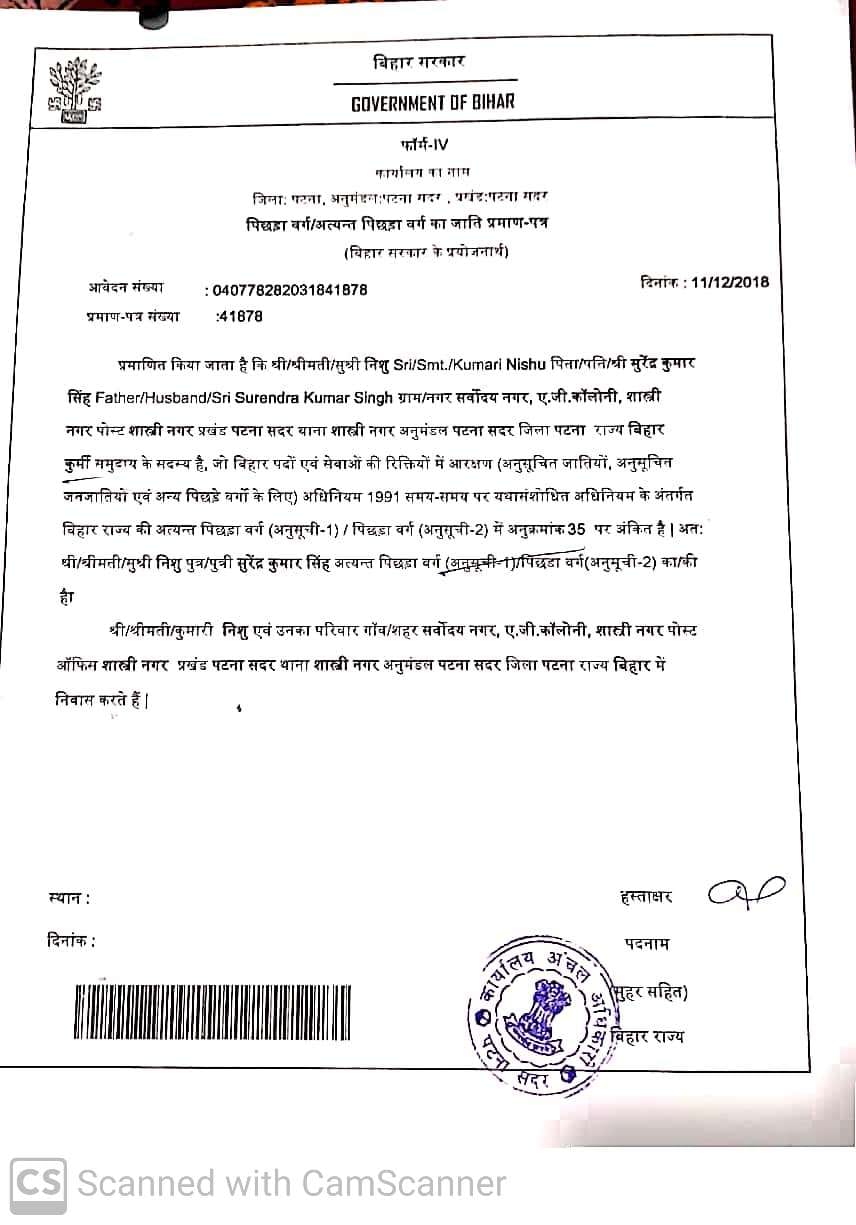 बिहार सरकार
GOVERNMENT OF BIHAR
फॉर्म-IV
कार्यालय का नाम
जिला: पटना, अनुमंडल:पटना सदर , प्रखंड:पटना सदर
पिछड़ा वर्ग/अत्यन्त पिछड़ा वर्ग का जाति प्रमाण-पत्र
(बिहार सरकार के प्रयोजनार्थ)
आवेदन संख्या : 040778282031841878 दिनांक : 11/12/2018
प्रमाण-पत्र संख्या :41878
प्रमाणित किया जाता है कि श्री/श्रीमती/सुश्री निशु Sri/Smt./Kumari Nishu पिता/पति/श्री सुरेंद्र कुमार
सिंह Father/Husband/Sri Surendra Kumar Singh ग्राम/नगर सर्वोदय नगर, ए.जी.कॉलोनी, शास्त्री
नगर पोस्ट शास्त्री नगर प्रखंड पटना सदर थाना शास्त्री नगर अनुमंडल पटना सदर जिला पटना राज्य बिहार
कुर्मी समुदाय के सदस्य है, जो बिहार पदों एवं सेवाओं की रिक्तियों में आरक्षण (अनुसूचित जातियों, अनुसूचित
जनजातियो एवं अन्य पिछड़े वर्गो के लिए) अधिनियम 1991 समय-समय पर यथासंशोधित अधिनियम के अंतर्गत
बिहार राज्य की अत्यन्त पिछड़ा वर्ग (अनुसूची-1) / पिछड़ा वर्ग (अनुसूची-2) में अनुक्रमांक 35 पर अंकित है | अत:
श्री/श्रीमती/सुश्री निशु पुत्र/पुत्री सुरेंद्र कुमार सिंह अत्यन्त पिछड़ा वर्ग (अनुसूची-1)/पिछडा वर्ग(अनुसूची-2) का/की
है।
श्री/श्रीमती/कुमारी निशु एवं उनका परिवार गाँव/शहर सर्वोदय नगर, ए.जी.कॉलोनी, शास्त्री नगर पोस्ट
ऑफिस शास्त्री नगर प्रखंड पटना सदर थाना शास्त्री नगर अनुमंडल पटना सदर जिला पटना राज्य बिहार में
निवास करते हैं |
स्थान : हस्ताक्षर
दिनांक : पदनाम
(मुहर सहित)
बिहार राज्य
कार्यालय अंचल अधिकारी
पटना सदर
CS Scanned with CamScanner